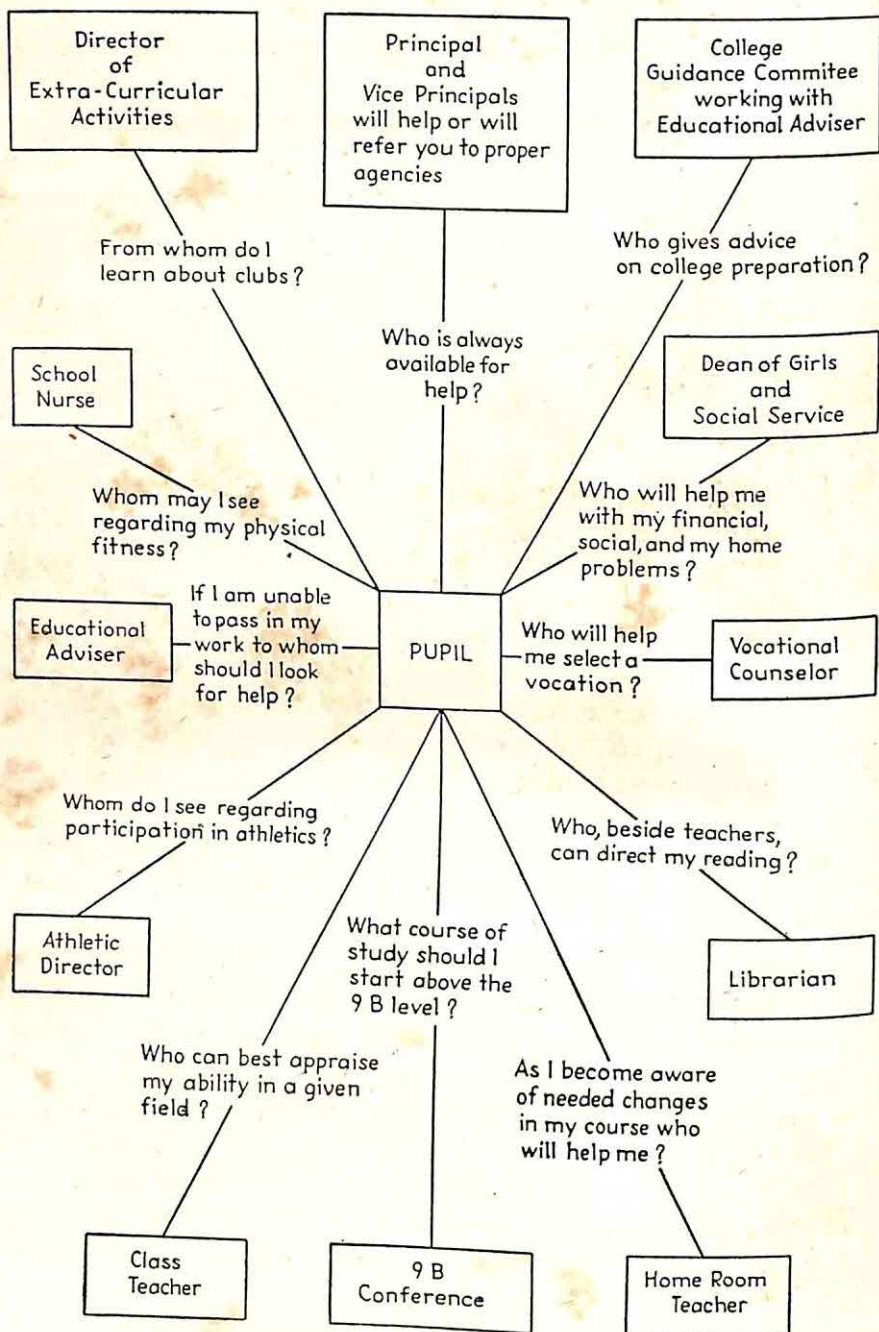 Director
of
Extra-Curricular
Activities
Principal
and
Vice Principals
will help or will
refer you to proper
agencies
College
Guidance Commitee
working with
Educational Adviser
From whom do I
learn about clubs?
Who is always
available for
help?
Who gives advice
on college preparation?
School
Nurse
Dean of Girls
and
Social Service
Whom may I see
regarding my physical
fitness?
Who will help me
with my financial,
social, and my home
problems?
Educational
Adviser
If I am unable
to pass in my
work to whom
should I look
for help?
PUPIL
Who will help
me select a
vocation?
Vocational
Counselor
Whom do I see regarding
participation in athletics?
Who, beside teachers,
can direct my reading?
Athletic
Director
What course of
study should I
start above the
9 B level?
Librarian
Who can best appraise
my ability in a given
field?
As I become aware
of needed changes
in my course who
will help me?
Class
Teacher
9 B
Conference
Home Room
Teacher